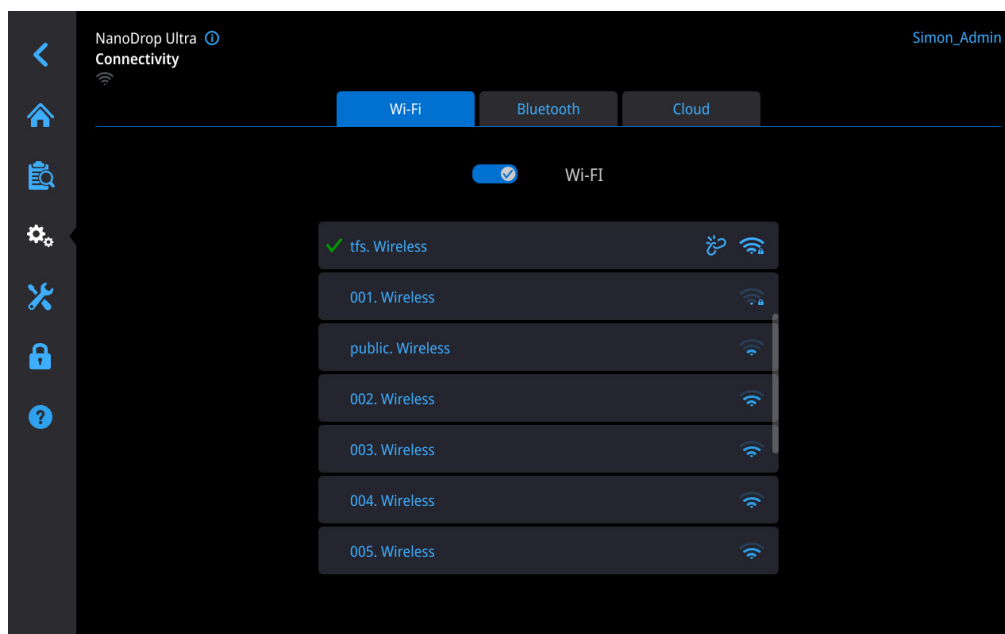 NanoDrop Ultra
Simon_Admin
Connectivity
Wi-Fi Bluetooth Cloud
Wi-FI
tfs. Wireless
001. Wireless
public. Wireless
002. Wireless
003. Wireless
004. Wireless
005. Wireless